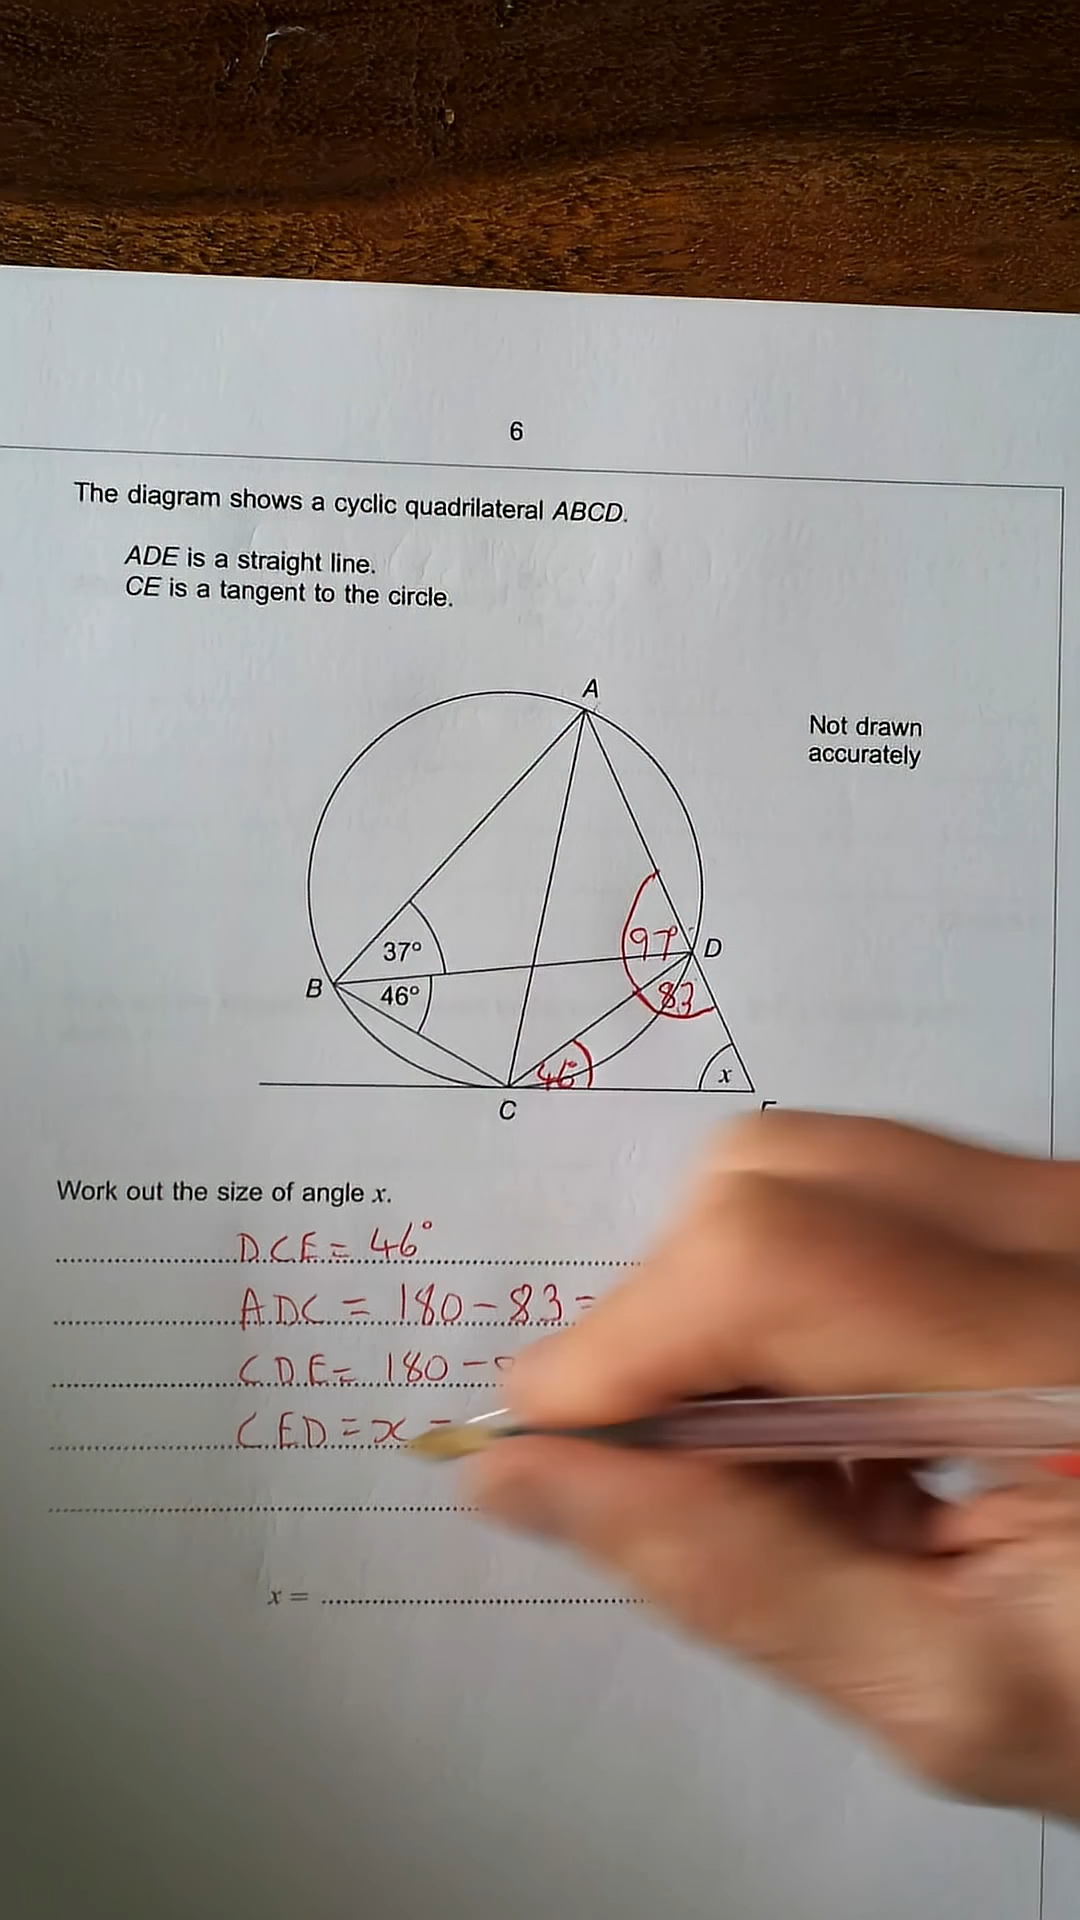 6
The diagram shows a cyclic quadrilateral ABCD.
ADE is a straight line.
CE is a tangent to the circle.
A
Not drawn
accurately
37°
97°
D
B
46°
83
46°
x
C
Work out the size of angle x.
DCE = 46°
ADC = 180 - 83 =
CDE = 180 -
CED = x =
x =